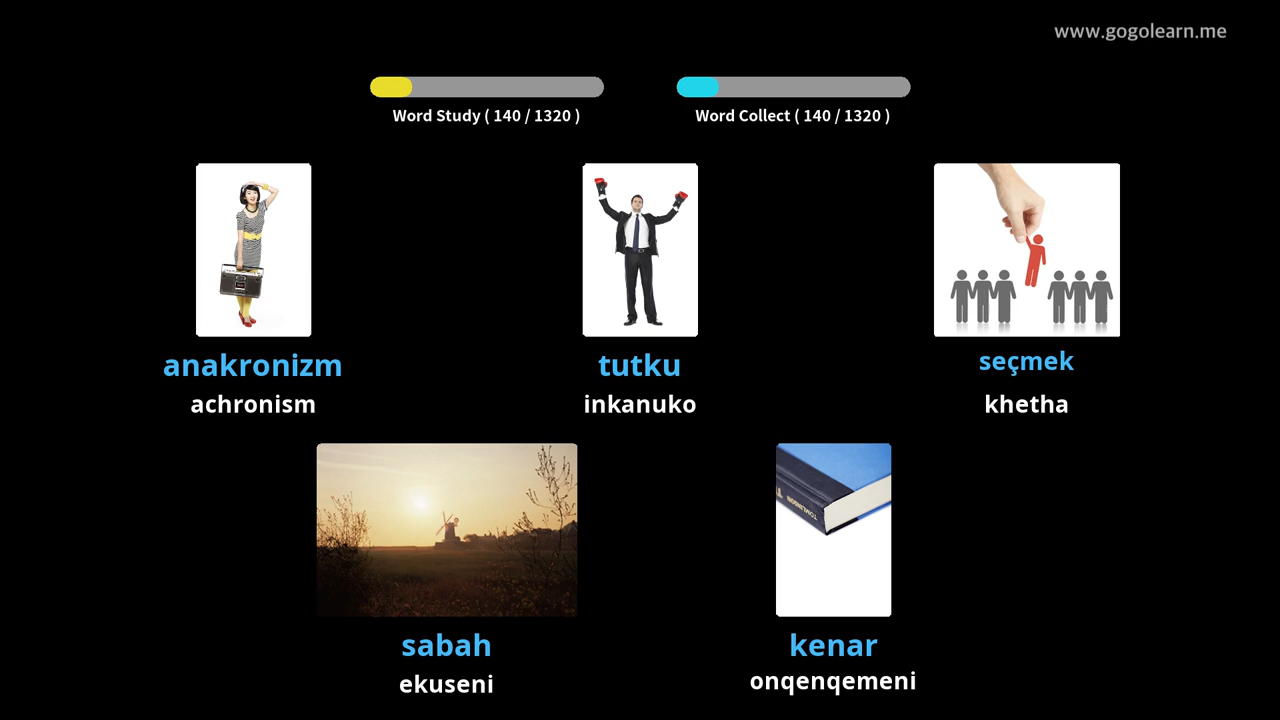 www.gogolearn.me
Word Study ( 140 / 1320 )
Word Collect ( 140 / 1320 )
anakronizm
achronism
tutku
inkanuko
seçmek
khetha
TOMLINSON
sabah
ekuseni
kenar
onqenqemeni